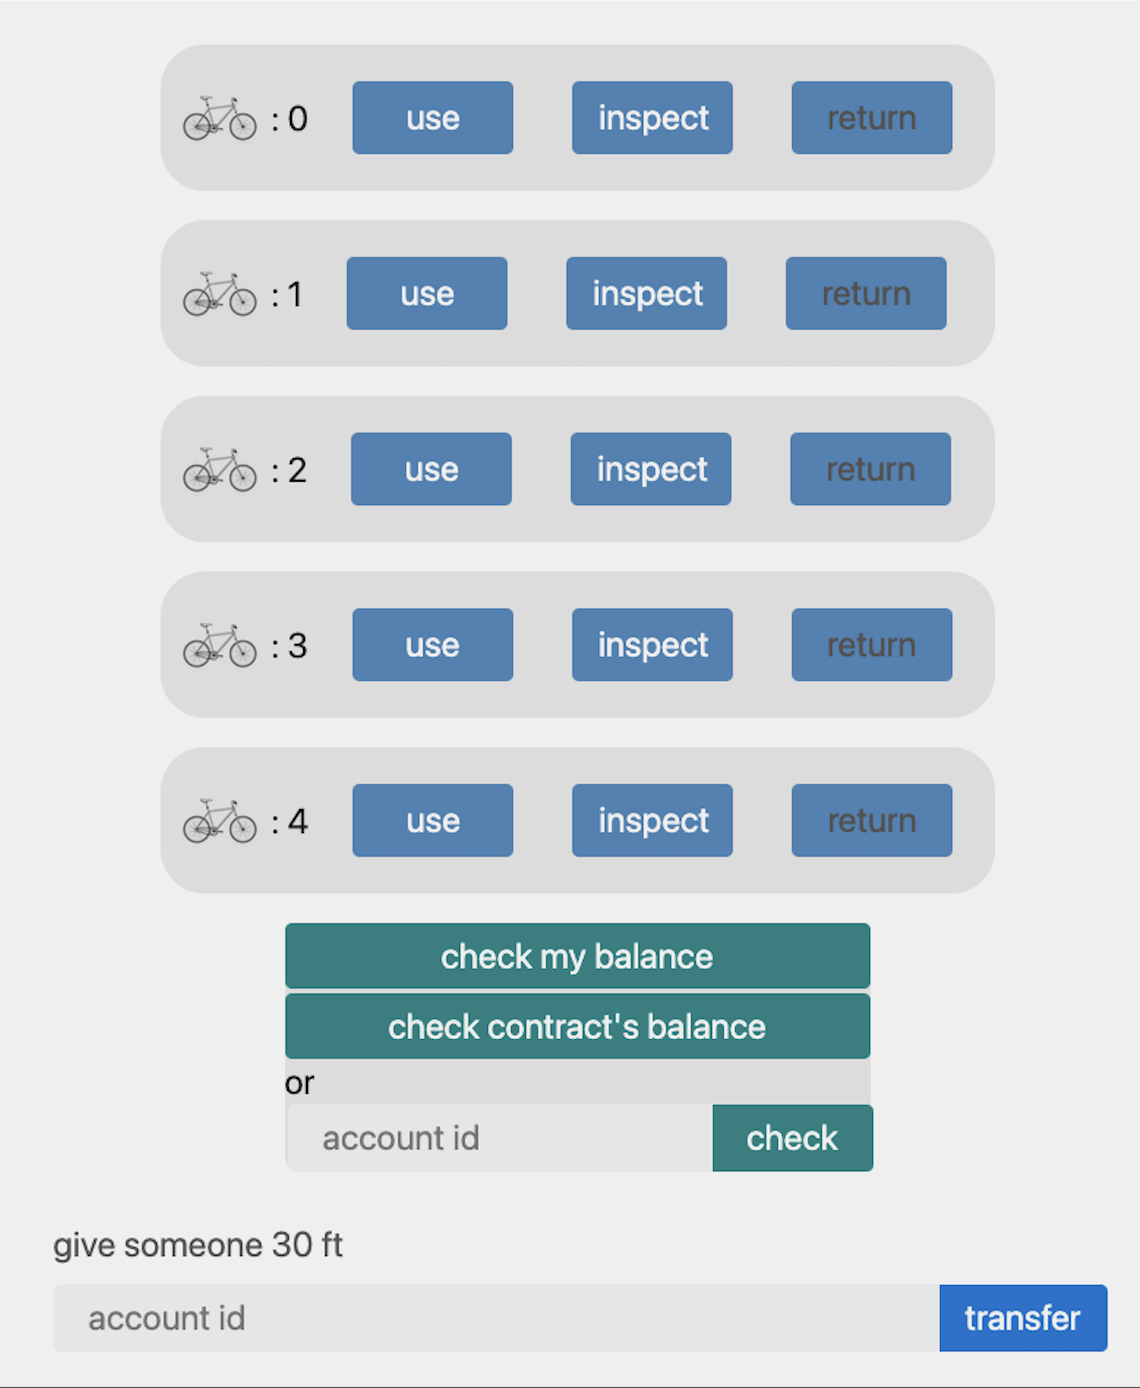 : 0 use inspect return
: 1 use inspect return
: 2 use inspect return
: 3 use inspect return
: 4 use inspect return
check my balance
check contract's balance
or
account id check
give someone 30 ft
account id transfer